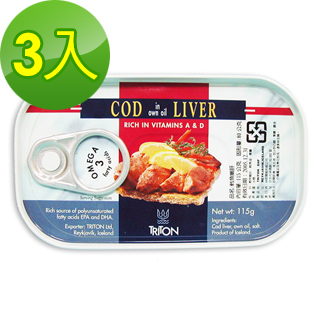 3入
COD in own oil LIVER
RICH IN VITAMINS A & D
OMEGA
3
fatty acids
Rich source of polyunsaturated
fatty acids EPA and DHA.
Exporter: TRITON Ltd.
Reykjavik, Iceland
TRITON
Net: 115g
Ingredients:
Cod liver, own oil, salt.
Product of Iceland